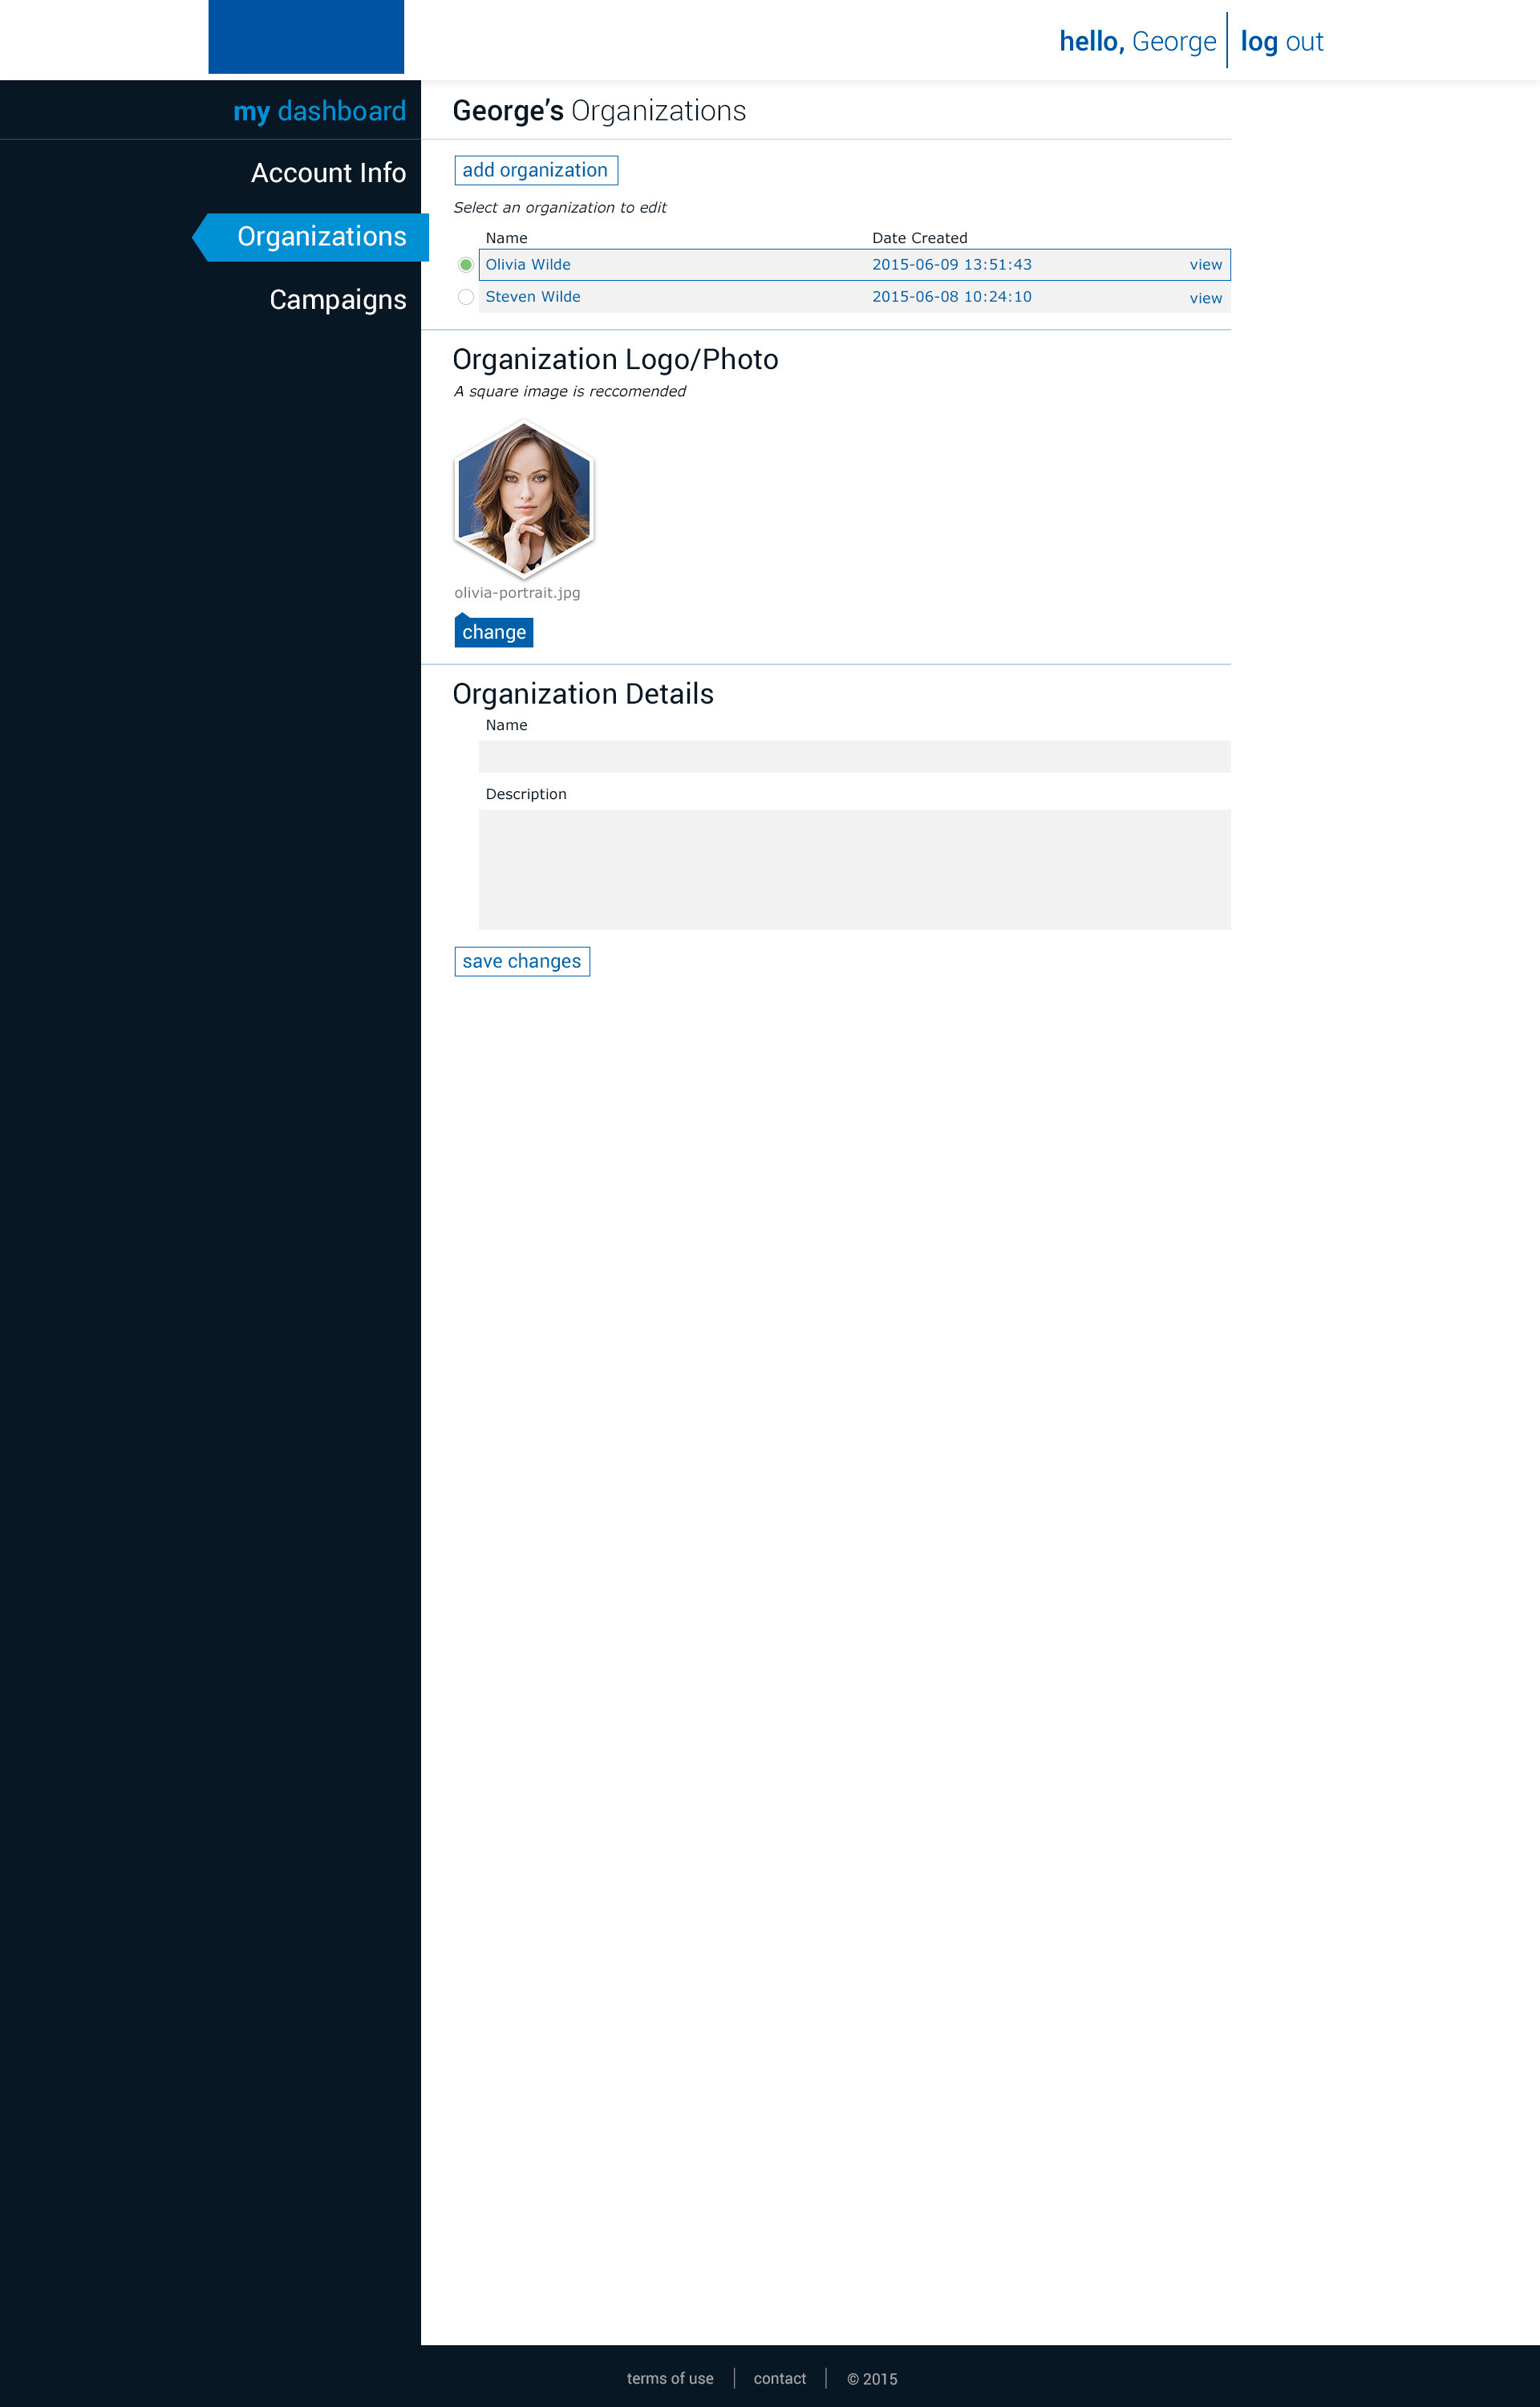 hello, George
log out
my dashboard
George’s Organizations
Account Info
add organization
Select an organization to edit
Organizations
Name Date Created
Olivia Wilde 2015-06-09 13:51:43 view
Steven Wilde 2015-06-08 10:24:10 view
Campaigns
Organization Logo/Photo
A square image is reccomended
olivia-portrait.jpg
change
Organization Details
Name
Description
save changes
terms of use
contact
© 2015